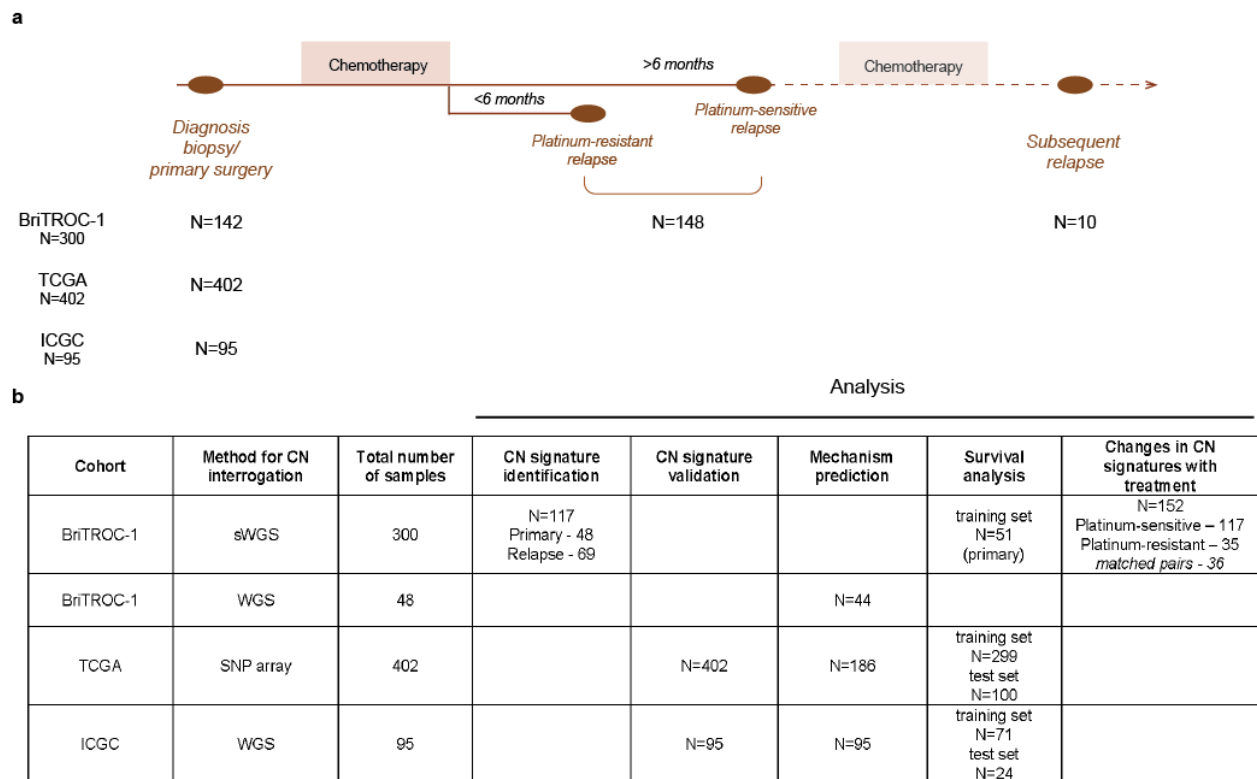 a
Chemotherapy
>6 months
Chemotherapy
<6 months
Diagnosis
biopsy/
primary surgery
Platinum-resistant
relapse
Platinum-sensitive
relapse
Subsequent
relapse
BriTROC-1
N=300
N=142
N=148
N=10
TCGA
N=402
N=402
ICGC
N=95
N=95
b
Analysis
Cohort
Method for CN
interrogation
Total number
of samples
CN signature
identification
CN signature
validation
Mechanism
prediction
Survival
analysis
Changes in CN
signatures with
treatment
BriTROC-1
sWGS
300
N=117
Primary - 48
Relapse - 69
training set
N=51
(primary)
N=152
Platinum-sensitive – 117
Platinum-resistant – 35
matched pairs - 36
BriTROC-1
WGS
48
N=44
TCGA
SNP array
402
N=402
N=186
training set
N=299
test set
N=100
ICGC
WGS
95
N=95
N=95
training set
N=71
test set
N=24